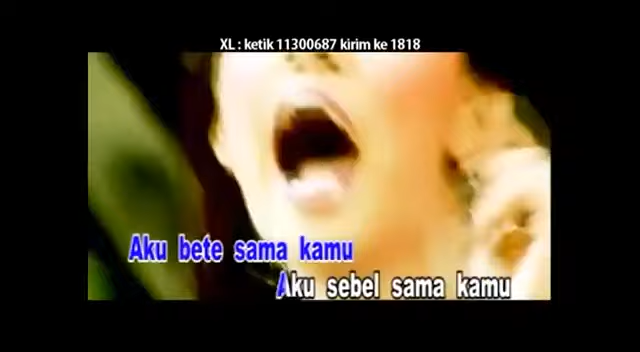 XL : ketik 11300687 kirim ke 1818
Aku bete sama kamu
Aku sebel sama kamu